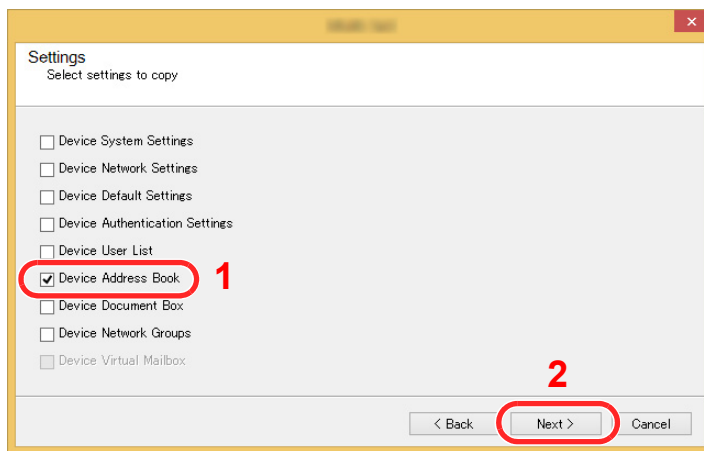 Settings
Select settings to copy
Device System Settings
Device Network Settings
Device Default Settings
Device Authentication Settings
Device User List
Device Address Book 1
Device Document Box
Device Network Groups
Device Virtual Mailbox
2
< Back Next > Cancel